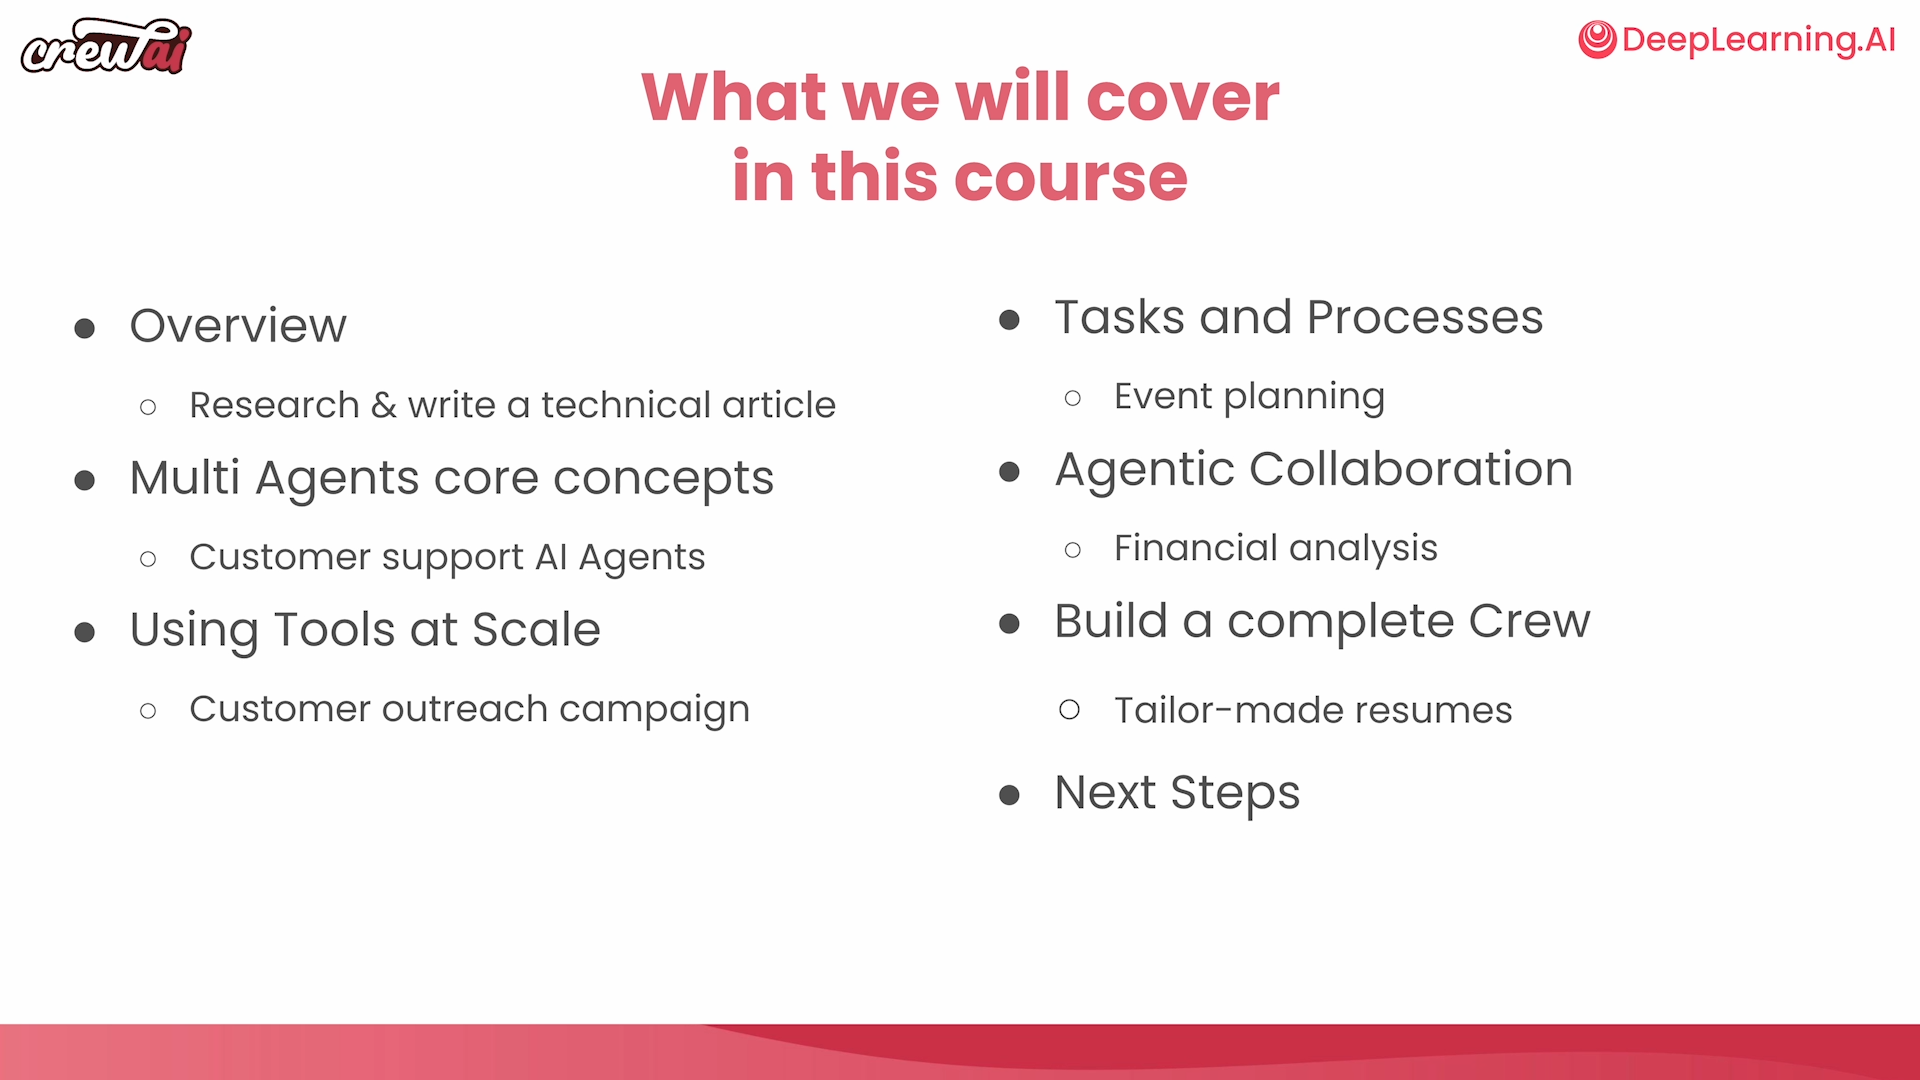 crewai
DeepLearning.AI
What we will cover
in this course
● Overview
○ Research & write a technical article
● Multi Agents core concepts
○ Customer support AI Agents
● Using Tools at Scale
○ Customer outreach campaign
● Tasks and Processes
○ Event planning
● Agentic Collaboration
○ Financial analysis
● Build a complete Crew
○ Tailor-made resumes
● Next Steps